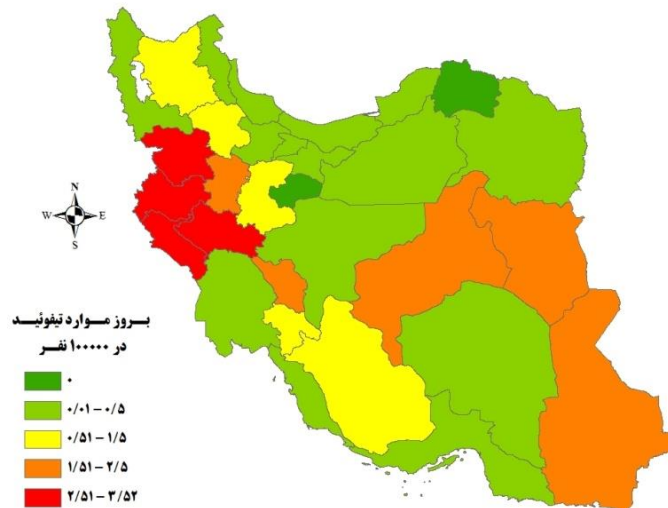 N
W E
S
بروز موارد تیفوئید
در ۱۰۰۰۰۰ نفر
۰
۰/۰۱ – ۰/۵
۰/۵۱ – ۱/۵
۱/۵۱ – ۲/۵
۲/۵۱ – ۳/۵۲